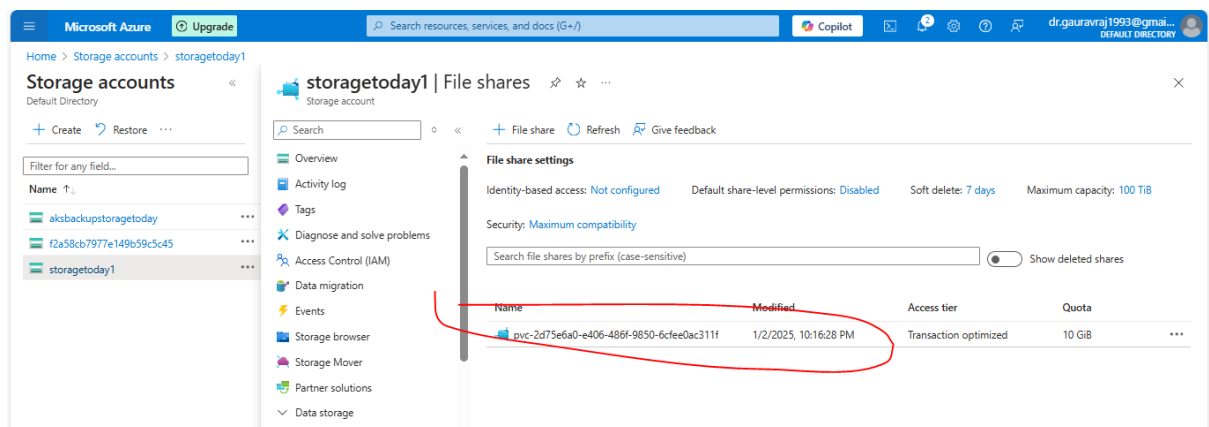 Microsoft Azure
Upgrade
Search resources, services, and docs (G+/)
Copilot
2
dr.gauravraj1993@gmai...
DEFAULT DIRECTORY
Home > Storage accounts > storagetoday1
Storage accounts
Default Directory
+ Create Restore ...
Filter for any field...
Name ↑↓
aksbackupstoragetoday ...
f2a58cb7977e149b59c5c45 ...
storagetoday1 ...
storagetoday1 | File shares ...
Storage account
Search
Overview
Activity log
Tags
Diagnose and solve problems
Access Control (IAM)
Data migration
Events
Storage browser
Storage Mover
Partner solutions
Data storage
+ File share Refresh Give feedback
File share settings
Identity-based access: Not configured Default share-level permissions: Disabled Soft delete: 7 days Maximum capacity: 100 TiB
Security: Maximum compatibility
Search file shares by prefix (case-sensitive)
Show deleted shares
Name Modified Access tier Quota
pvc-2d75e6a0-e406-486f-9850-6cfee0ac311f 1/2/2025, 10:16:28 PM Transaction optimized 10 GiB ...